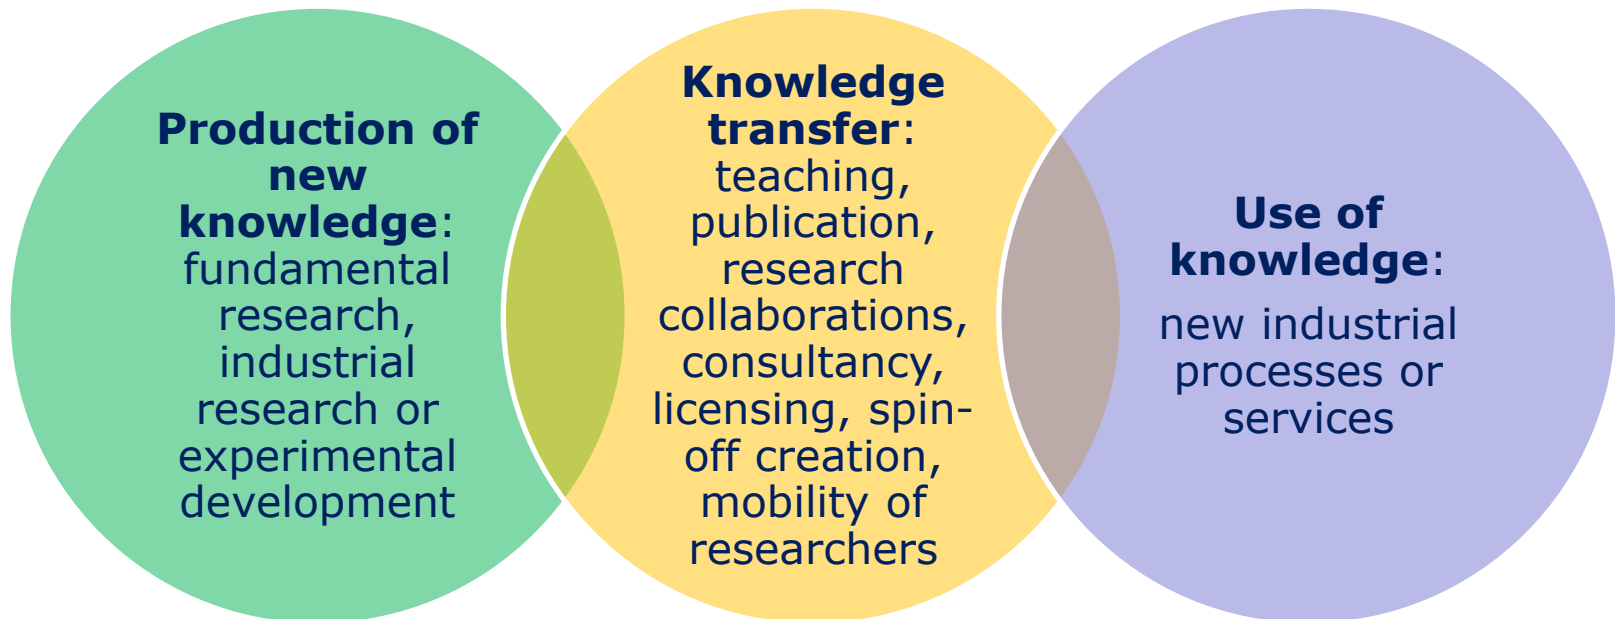 Production of
new
knowledge:
fundamental
research,
industrial
research or
experimental
development
Knowledge
transfer:
teaching,
publication,
research
collaborations,
consultancy,
licensing, spin-
off creation,
mobility of
researchers
Use of
knowledge:
new industrial
processes or
services